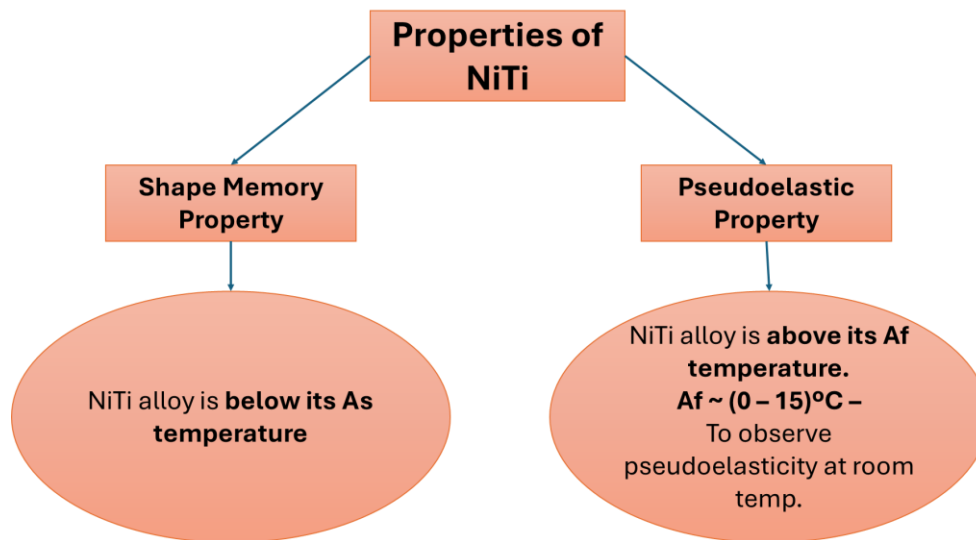 Properties of
NiTi
Shape Memory
Property
Pseudoelastic
Property
NiTi alloy is below its As
temperature
NiTi alloy is above its Af
temperature.
Af ~ (0 – 15)ºC –
To observe
pseudoelasticity at room
temp.